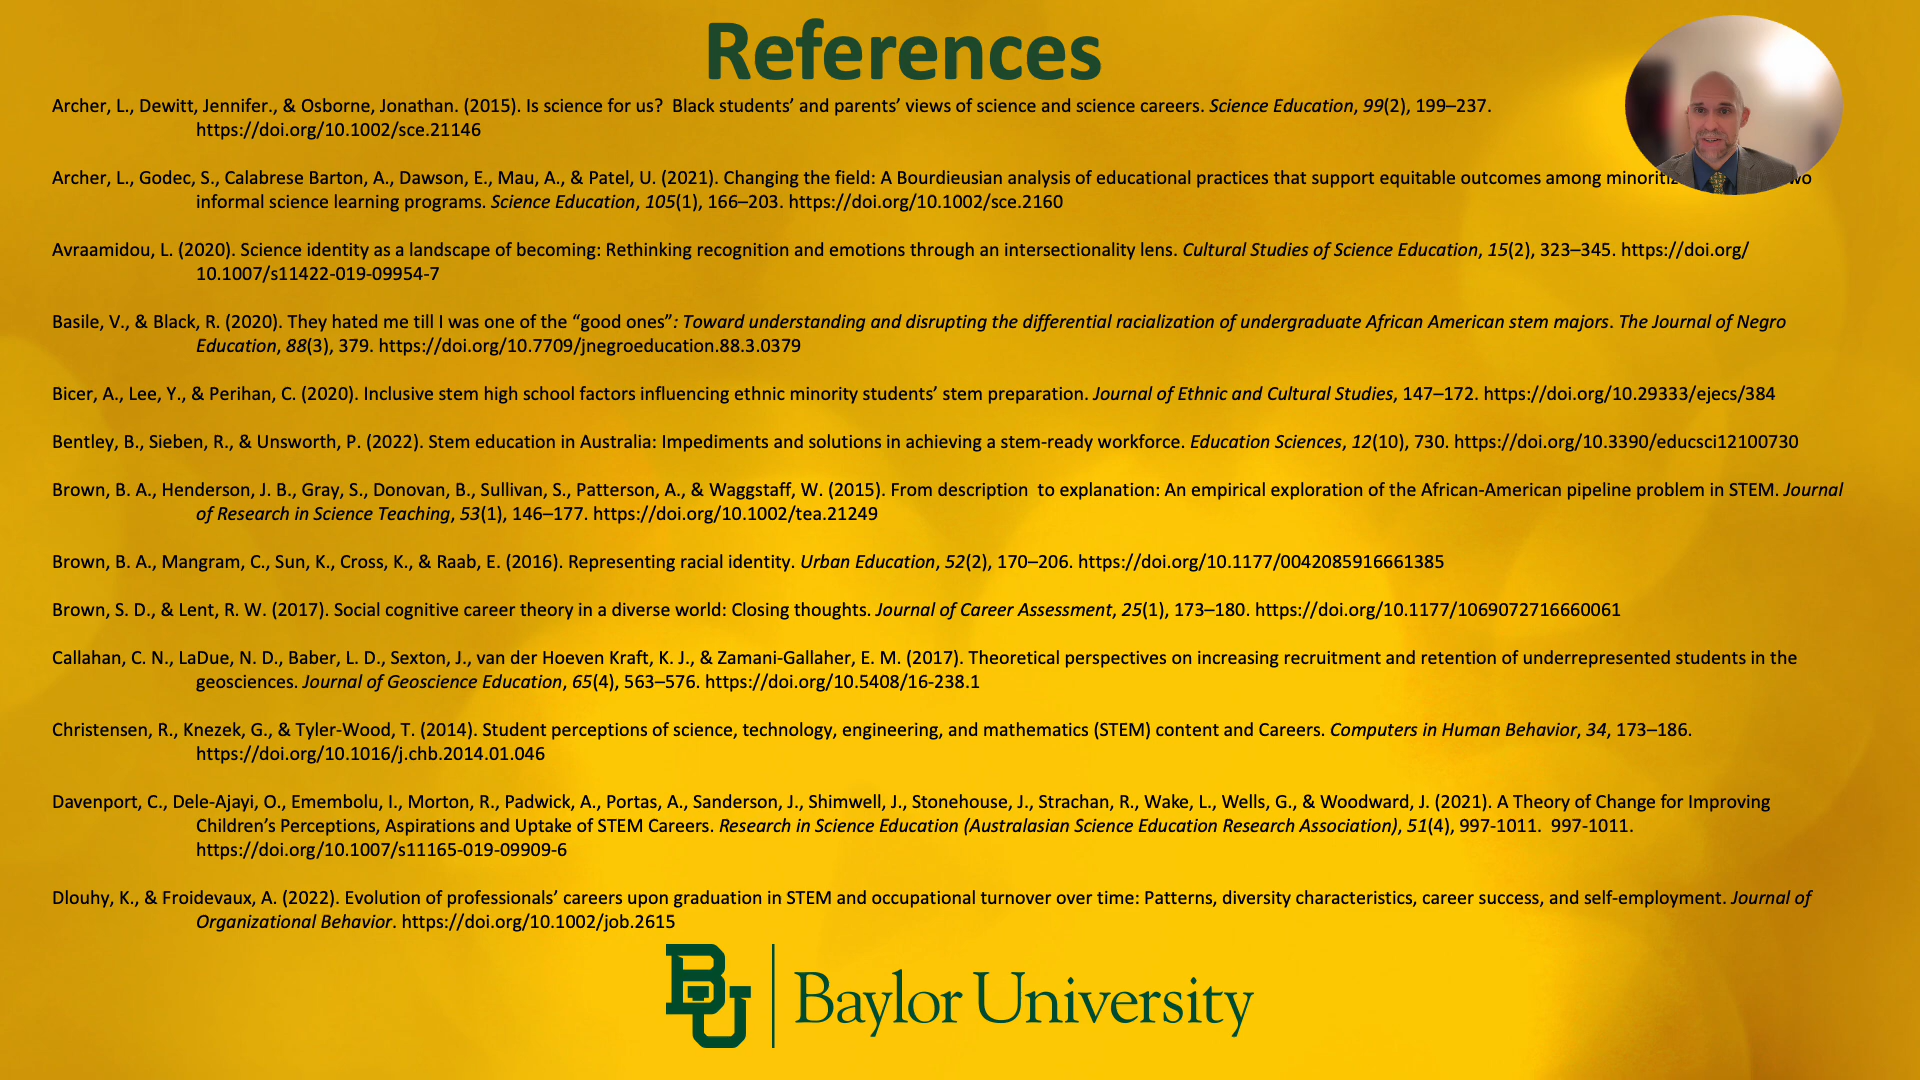 References
Archer, L., Dewitt, Jennifer., & Osborne, Jonathan. (2015). Is science for us?  Black students’ and parents’ views of science and science careers. Science Education, 99(2), 199–237.
https://doi.org/10.1002/sce.21146
Archer, L., Godec, S., Calabrese Barton, A., Dawson, E., Mau, A., & Patel, U. (2021). Changing the field: A Bourdieusian analysis of educational practices that support equitable outcomes among
informal science learning programs. Science Education, 105(1), 166–203. https://doi.org/10.1002/sce.2160
Avraamidou, L. (2020). Science identity as a landscape of becoming: Rethinking recognition and emotions through an intersectionality lens. Cultural Studies of Science Education, 15(2), 323–345. https://doi.org/
10.1007/s11422-019-09954-7
Basile, V., & Black, R. (2020). They hated me till I was one of the “good ones”: Toward understanding and disrupting the differential racialization of undergraduate African American stem majors. The Journal of Negro
Education, 88(3), 379. https://doi.org/10.7709/jnegroeducation.88.3.0379
Bicer, A., Lee, Y., & Perihan, C. (2020). Inclusive stem high school factors influencing ethnic minority students’ stem preparation. Journal of Ethnic and Cultural Studies, 147–172. https://doi.org/10.29333/ejecs/384
Bentley, B., Sieben, R., & Unsworth, P. (2022). Stem education in Australia: Impediments and solutions in achieving a stem-ready workforce. Education Sciences, 12(10), 730. https://doi.org/10.3390/educsci12100730
Brown, B. A., Henderson, J. B., Gray, S., Donovan, B., Sullivan, S., Patterson, A., & Waggstaff, W. (2015). From description  to explanation: An empirical exploration of the African-American pipeline problem in STEM. Journal
of Research in Science Teaching, 53(1), 146–177. https://doi.org/10.1002/tea.21249
Brown, B. A., Mangram, C., Sun, K., Cross, K., & Raab, E. (2016). Representing racial identity. Urban Education, 52(2), 170–206. https://doi.org/10.1177/0042085916661385
Brown, S. D., & Lent, R. W. (2017). Social cognitive career theory in a diverse world: Closing thoughts. Journal of Career Assessment, 25(1), 173–180. https://doi.org/10.1177/1069072716660061
Callahan, C. N., LaDue, N. D., Baber, L. D., Sexton, J., van der Hoeven Kraft, K. J., & Zamani-Gallaher, E. M. (2017). Theoretical perspectives on increasing recruitment and retention of underrepresented students in the
geosciences. Journal of Geoscience Education, 65(4), 563–576. https://doi.org/10.5408/16-238.1
Christensen, R., Knezek, G., & Tyler-Wood, T. (2014). Student perceptions of science, technology, engineering, and mathematics (STEM) content and Careers. Computers in Human Behavior, 34, 173–186.
https://doi.org/10.1016/j.chb.2014.01.046
Davenport, C., Dele-Ajayi, O., Emembolu, I., Morton, R., Padwick, A., Portas, A., Sanderson, J., Shimwell, J., Stonehouse, J., Strachan, R., Wake, L., Wells, G., & Woodward, J. (2021). A Theory of Change for Improving
Children’s Perceptions, Aspirations and Uptake of STEM Careers. Research in Science Education (Australasian Science Education Research Association), 51(4), 997-1011.  997-1011.
https://doi.org/10.1007/s11165-019-09909-6
Dlouhy, K., & Froidevaux, A. (2022). Evolution of professionals’ careers upon graduation in STEM and occupational turnover over time: Patterns, diversity characteristics, career success, and self-employment. Journal of
Organizational Behavior. https://doi.org/10.1002/job.2615
BU
Baylor University